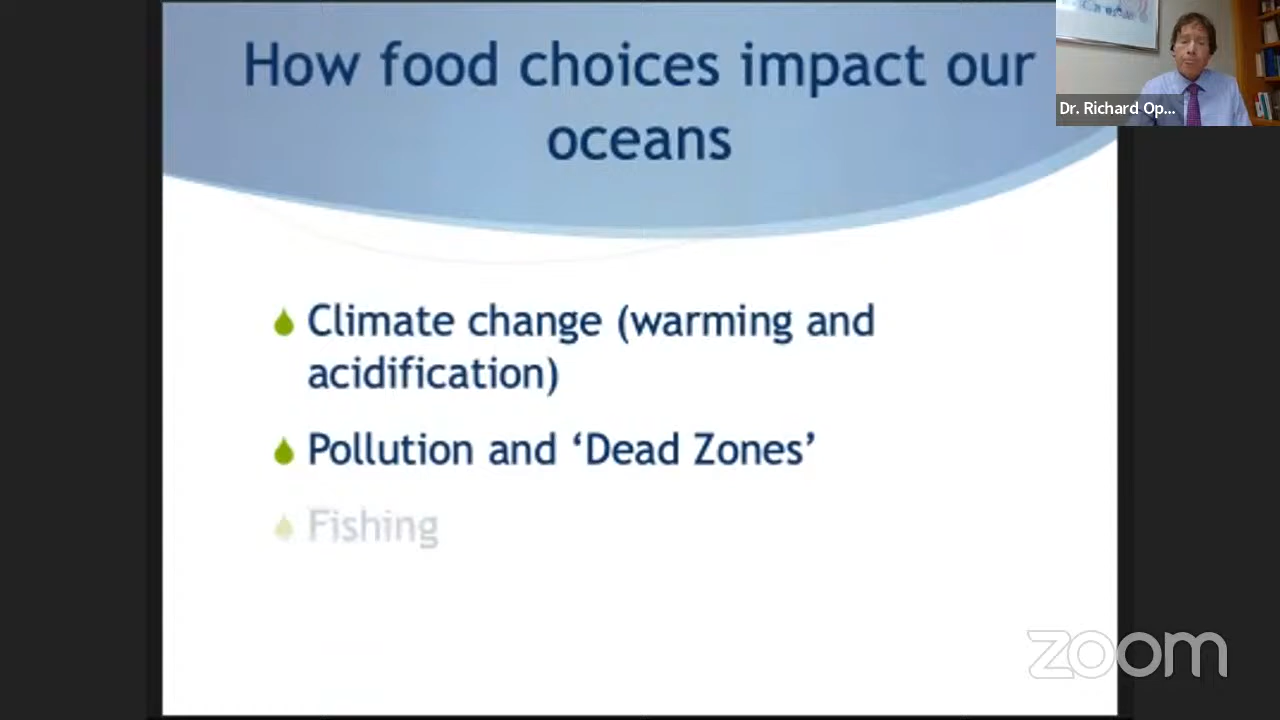 How food choices impact our
oceans
Dr. Richard Op...
Climate change (warming and
acidification)
Pollution and ‘Dead Zones’
Fishing
zoom